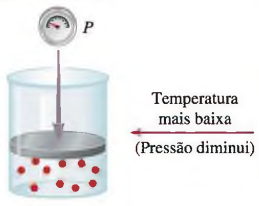 P
Temperatura
mais baixa
(Pressão diminui)